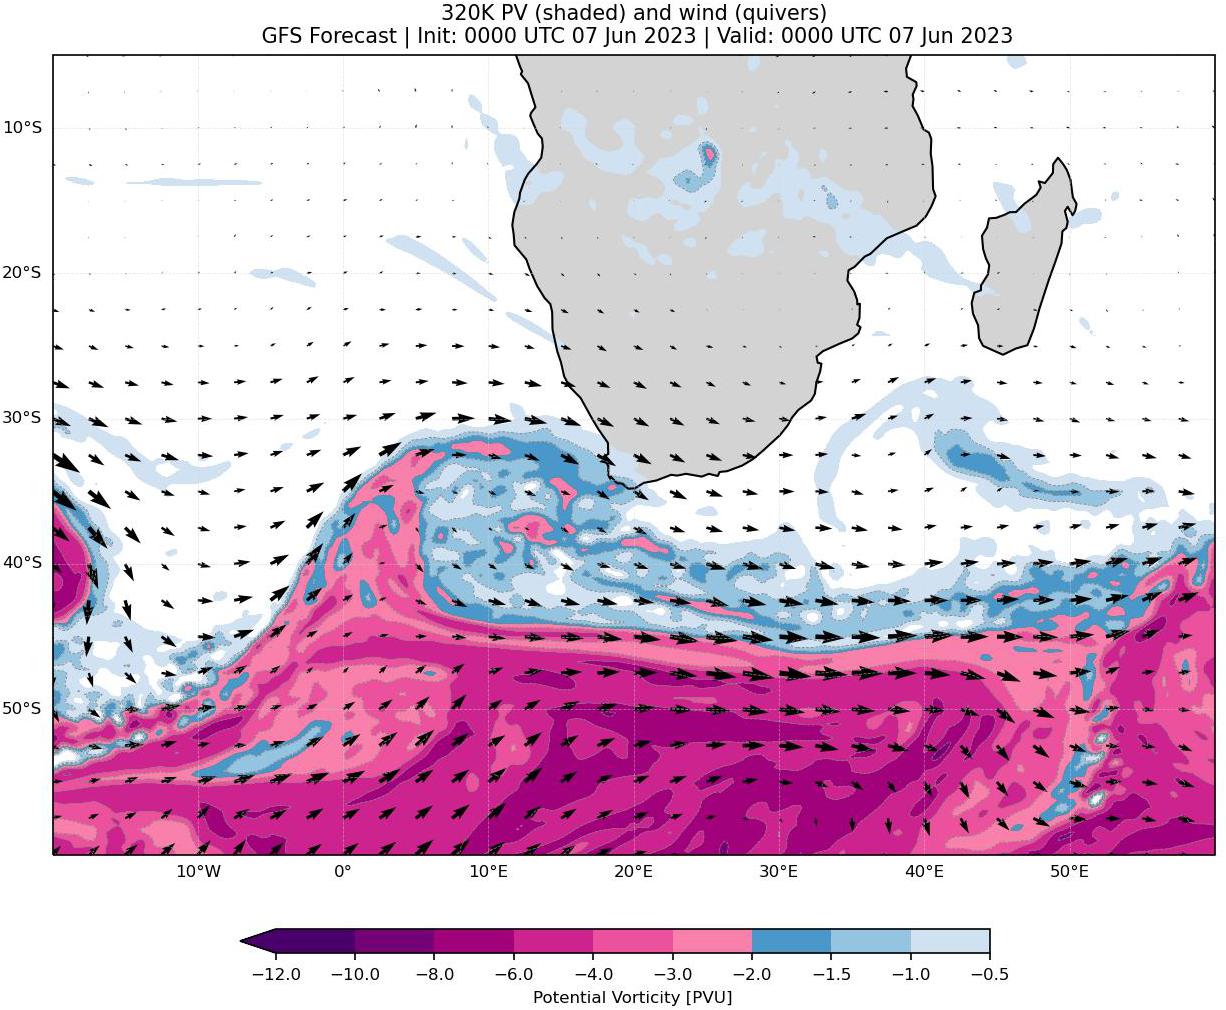 320K PV (shaded) and wind (quivers)
GFS Forecast | Init: 0000 UTC 07 Jun 2023 | Valid: 0000 UTC 07 Jun 2023
10°S
20°S
30°S
40°S
50°S
10°W 0° 10°E 20°E 30°E 40°E 50°E
−12.0 −10.0 −8.0 −6.0 −4.0 −3.0 −2.0 −1.5 −1.0 −0.5
Potential Vorticity [PVU]